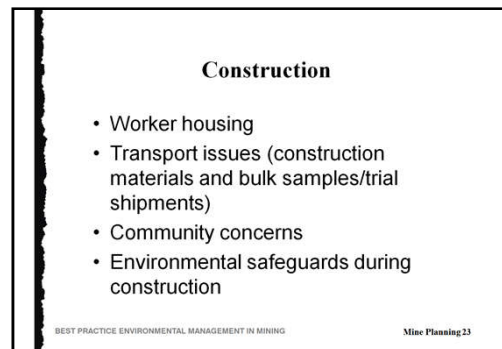 Construction
• Worker housing
• Transport issues (construction
materials and bulk samples/trial
shipments)
• Community concerns
• Environmental safeguards during
construction
BEST PRACTICE ENVIRONMENTAL MANAGEMENT IN MINING
Mine Planning 23